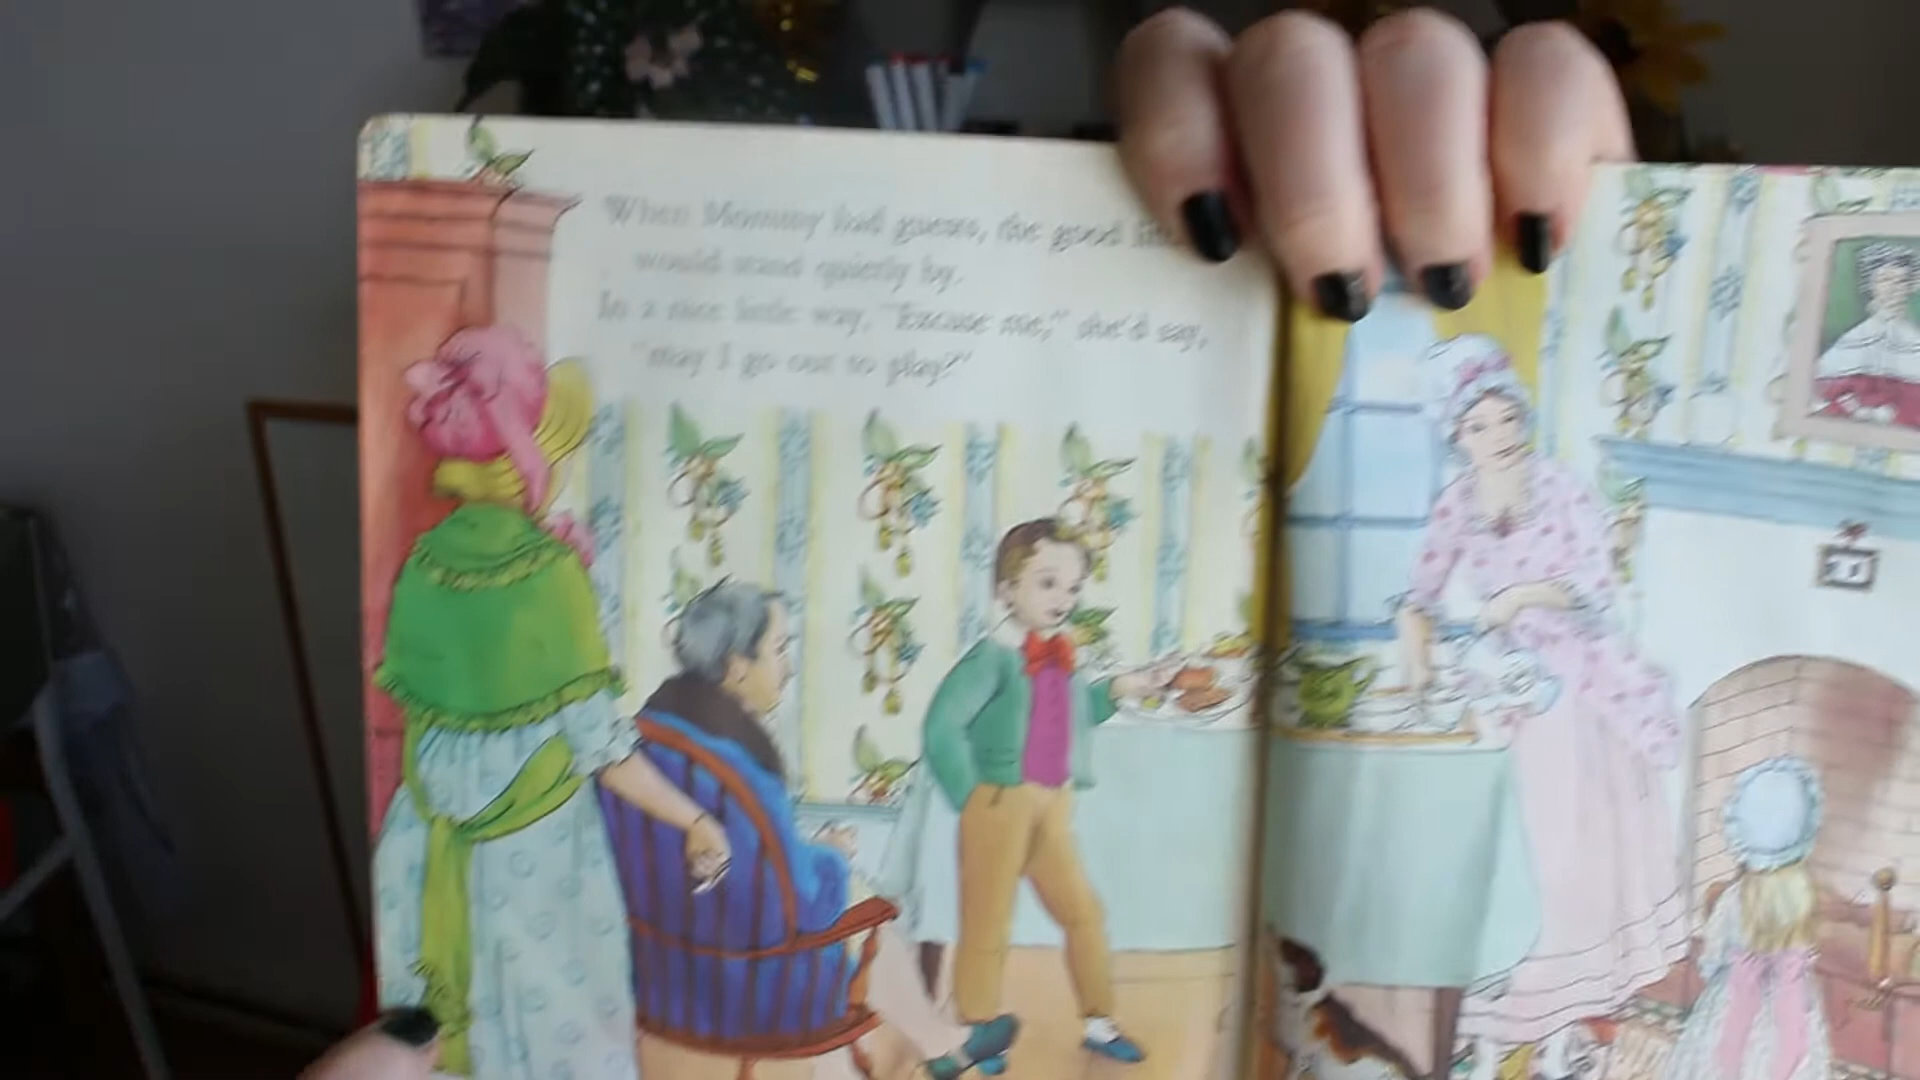 When Mommy had guests, the good
would stand quietly by.
In a nice little way, "Excuse me," she'd say,
"may I go out to play?"